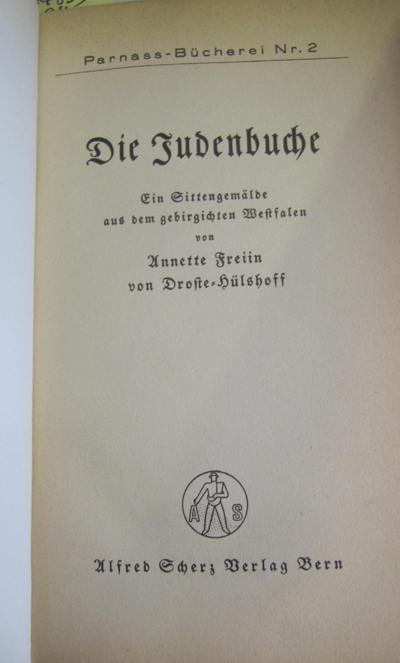 Parnass-Bücherei Nr. 2
Die Judenbuche
Ein Sittengemälde
aus dem gebirgichten Westfalen
von
Annette Freiin
von Droste-Hülshoff
A S
Alfred Scherz Verlag Bern